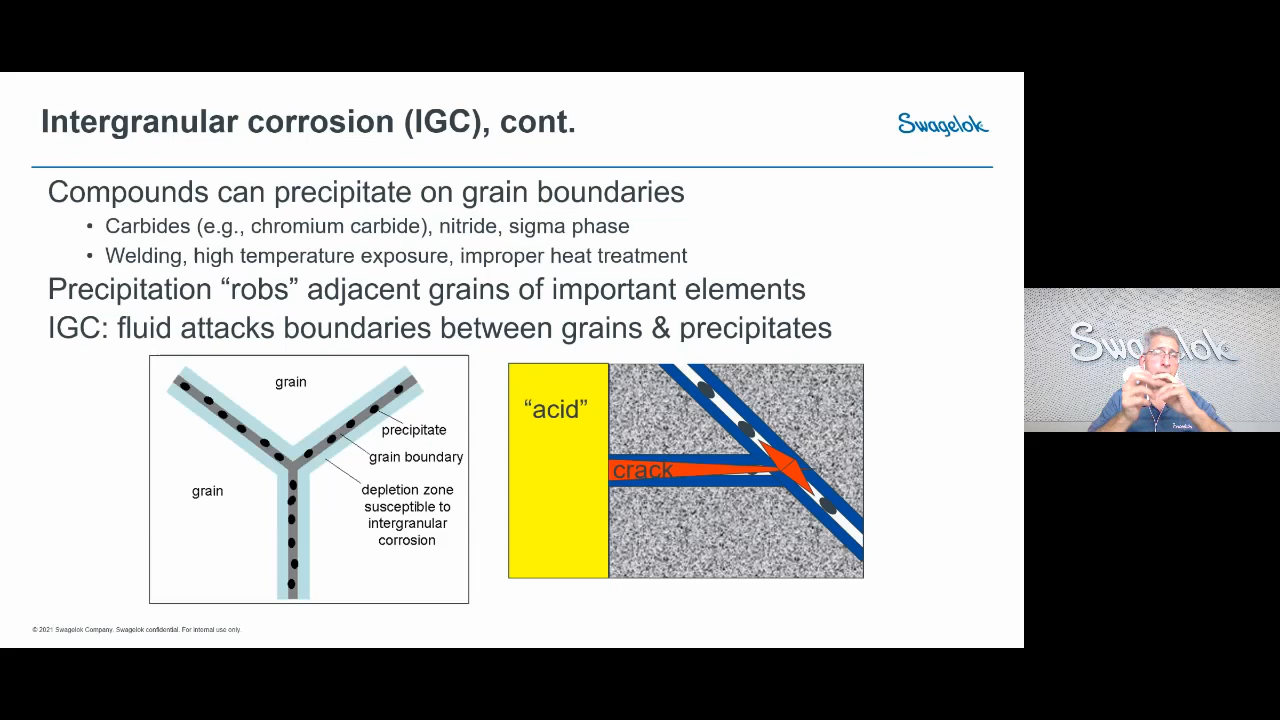 Intergranular corrosion (IGC), cont.
Swagelok
Compounds can precipitate on grain boundaries
• Carbides (e.g., chromium carbide), nitride, sigma phase
• Welding, high temperature exposure, improper heat treatment
Precipitation “robs” adjacent grains of important elements
IGC: fluid attacks boundaries between grains & precipitates
grain
precipitate
grain boundary
grain
depletion zone
susceptible to
intergranular
corrosion
“acid”
crack
Swagelok
Swagelok
© 2021 Swagelok Company. Swagelok confidential. For internal use only.